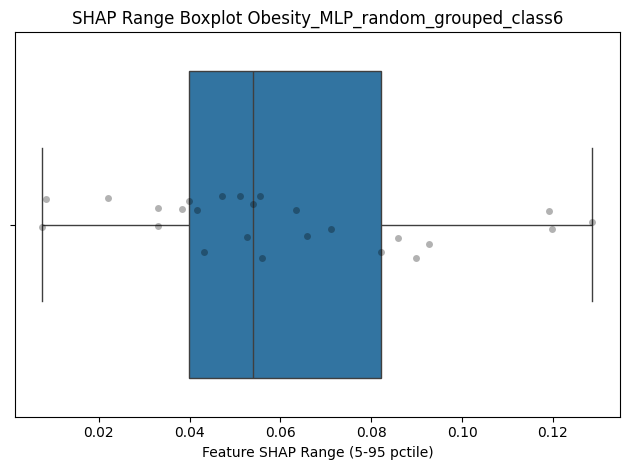 SHAP Range Boxplot Obesity_MLP_random_grouped_class6
0.02 0.04 0.06 0.08 0.10 0.12
Feature SHAP Range (5-95 pctile)